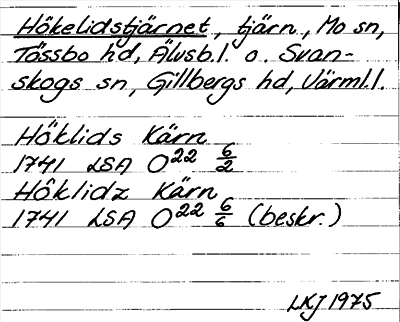 Hökelidstjärnet, tjärn, Mo sn,
Tössbo hd, Älvsb.l. o. Svan-
skogs sn, Gillbergs hd, Värml.l.
Höklids Kärn
1741 LSA O²² 6/2
Höklidz Kärn
1741 LSA O²² 6/6 (beskr.)
LKJ 1975